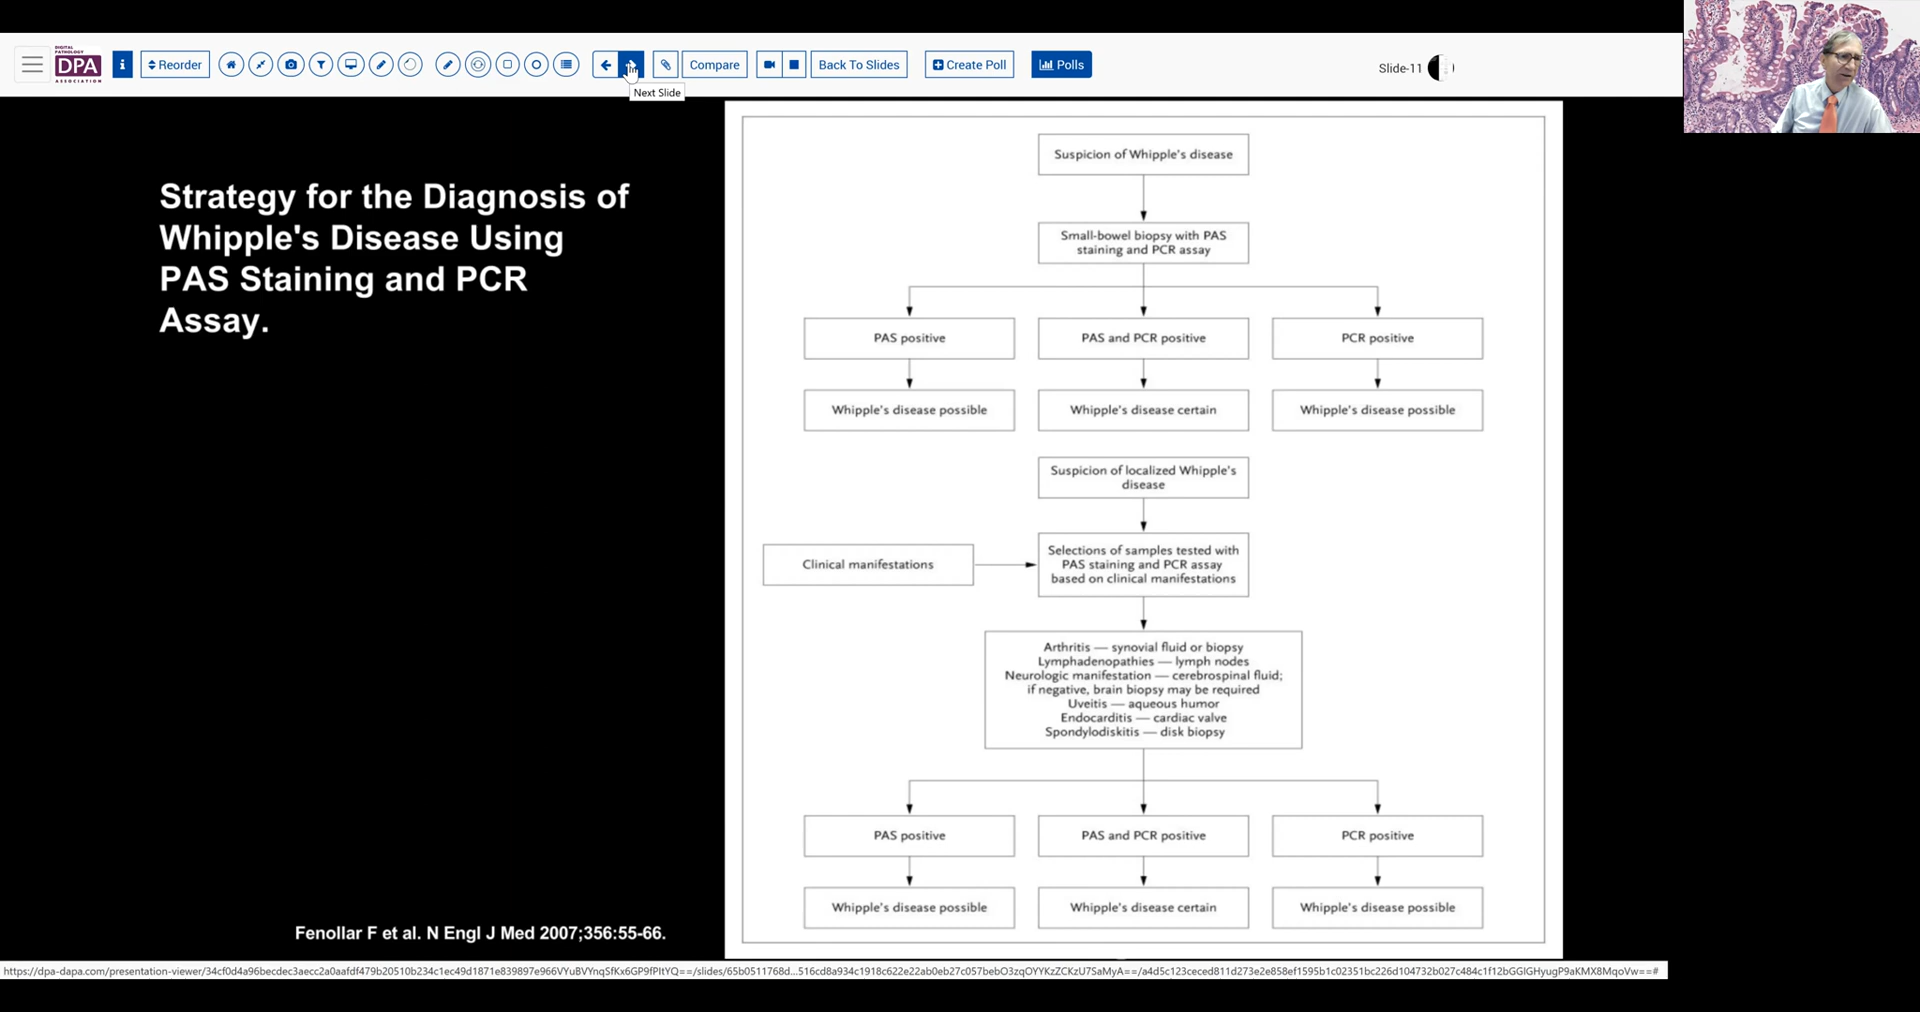 DIGITAL
PATHOLOGY
DPA
ASSOCIATION
i
Reorder
Compare
Back To Slides
Create Poll
Polls
Slide-11
Next Slide
Strategy for the Diagnosis of
Whipple's Disease Using
PAS Staining and PCR
Assay.
Suspicion of Whipple's disease
Small-bowel biopsy with PAS
staining and PCR assay
PAS positive
PAS and PCR positive
PCR positive
Whipple's disease possible
Whipple's disease certain
Whipple's disease possible
Suspicion of localized Whipple's
disease
Clinical manifestations
Selections of samples tested with
PAS staining and PCR assay
based on clinical manifestations
Arthritis — synovial fluid or biopsy
Lymphadenopathies — lymph nodes
Neurologic manifestation — cerebrospinal fluid;
if negative, brain biopsy may be required
Uveitis — aqueous humor
Endocarditis — cardiac valve
Spondylodiskitis — disk biopsy
PAS positive
PAS and PCR positive
PCR positive
Whipple's disease possible
Whipple's disease certain
Whipple's disease possible
Fenollar F et al. N Engl J Med 2007;356:55-66.